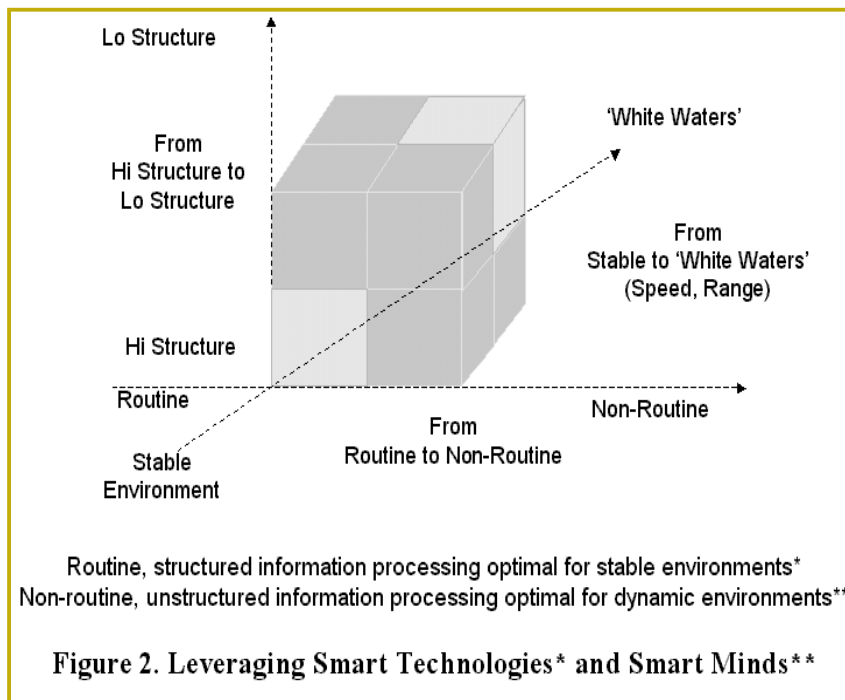 Lo Structure
‘White Waters’
From
Hi Structure to
Lo Structure
From
Stable to ‘White Waters’
(Speed, Range)
Hi Structure
Routine
Non-Routine
From
Routine to Non-Routine
Stable
Environment
Routine, structured information processing optimal for stable environments*
Non-routine, unstructured information processing optimal for dynamic environments**
Figure 2. Leveraging Smart Technologies* and Smart Minds**